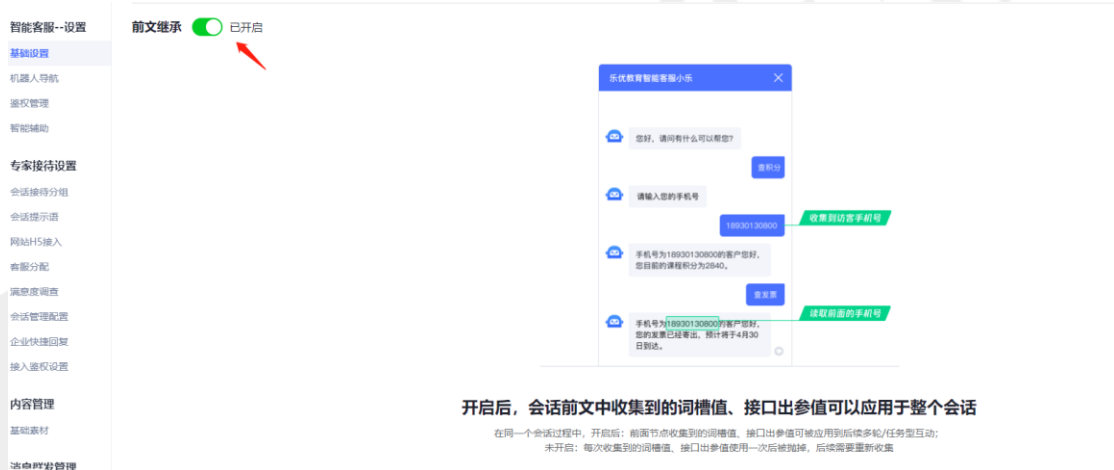 智能客服--设置
基础设置
机器人导航
鉴权管理
智能辅助
专家接待设置
会话接待分组
会话提示语
网站H5接入
客服分配
满意度调查
会话管理配置
企业快捷回复
接入鉴权设置
内容管理
基础素材
消息群发管理
前文继承 已开启
乐优教育智能客服小乐
您好，请问有什么可以帮您?
查积分
请输入您的手机号
18930130800
收集到访客手机号
手机号为18930130800的客户您好，
您目前的课程积分为2840。
查发票
手机号为18930130800的客户您好，
您的发票已经寄出，预计将于4月30
日到达。
读取前面的手机号
开启后，会话前文中收集到的词槽值、接口出参值可以应用于整个会话
在同一个会话过程中，开启后：前面节点收集到的词槽值、接口出参值可被应用到后续多轮/任务型互动；
未开启：每次收集到的词槽值、接口出参值使用一次后被抛掉，后续需要重新收集